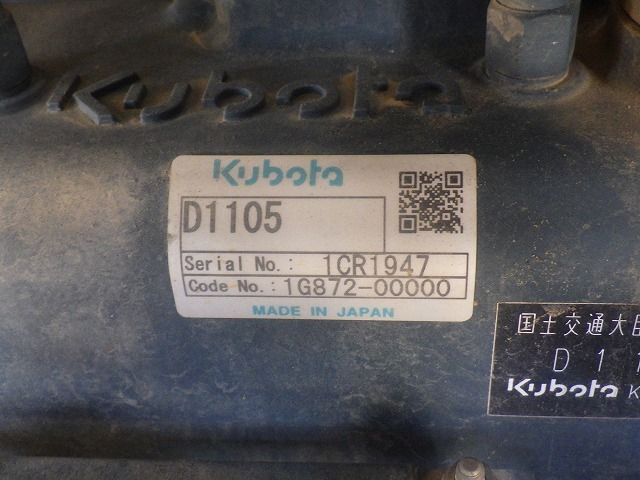 Kubota
Kubota
D1105
Serial No.: 1CR1947
Code No.: 1G872-00000
MADE IN JAPAN
国土交通大臣
D 1 1
Kubota K